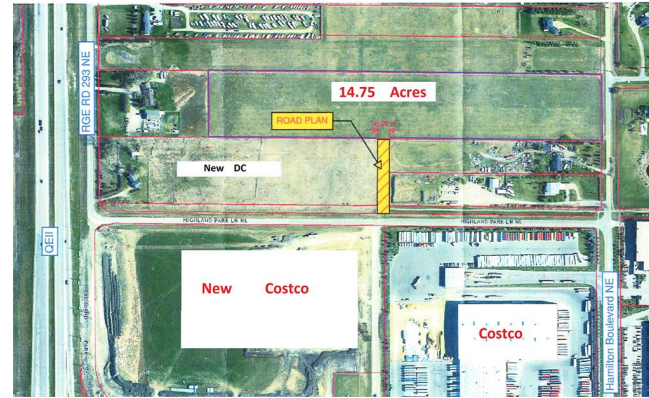 RGE RD 293 NE
14.75 Acres
ROAD PLAN
New DC
HIGHLAND PARK LN NE
HIGHLAND PARK LN NE
QEII
New Costco
Costco
Hamilton Boulevard NE